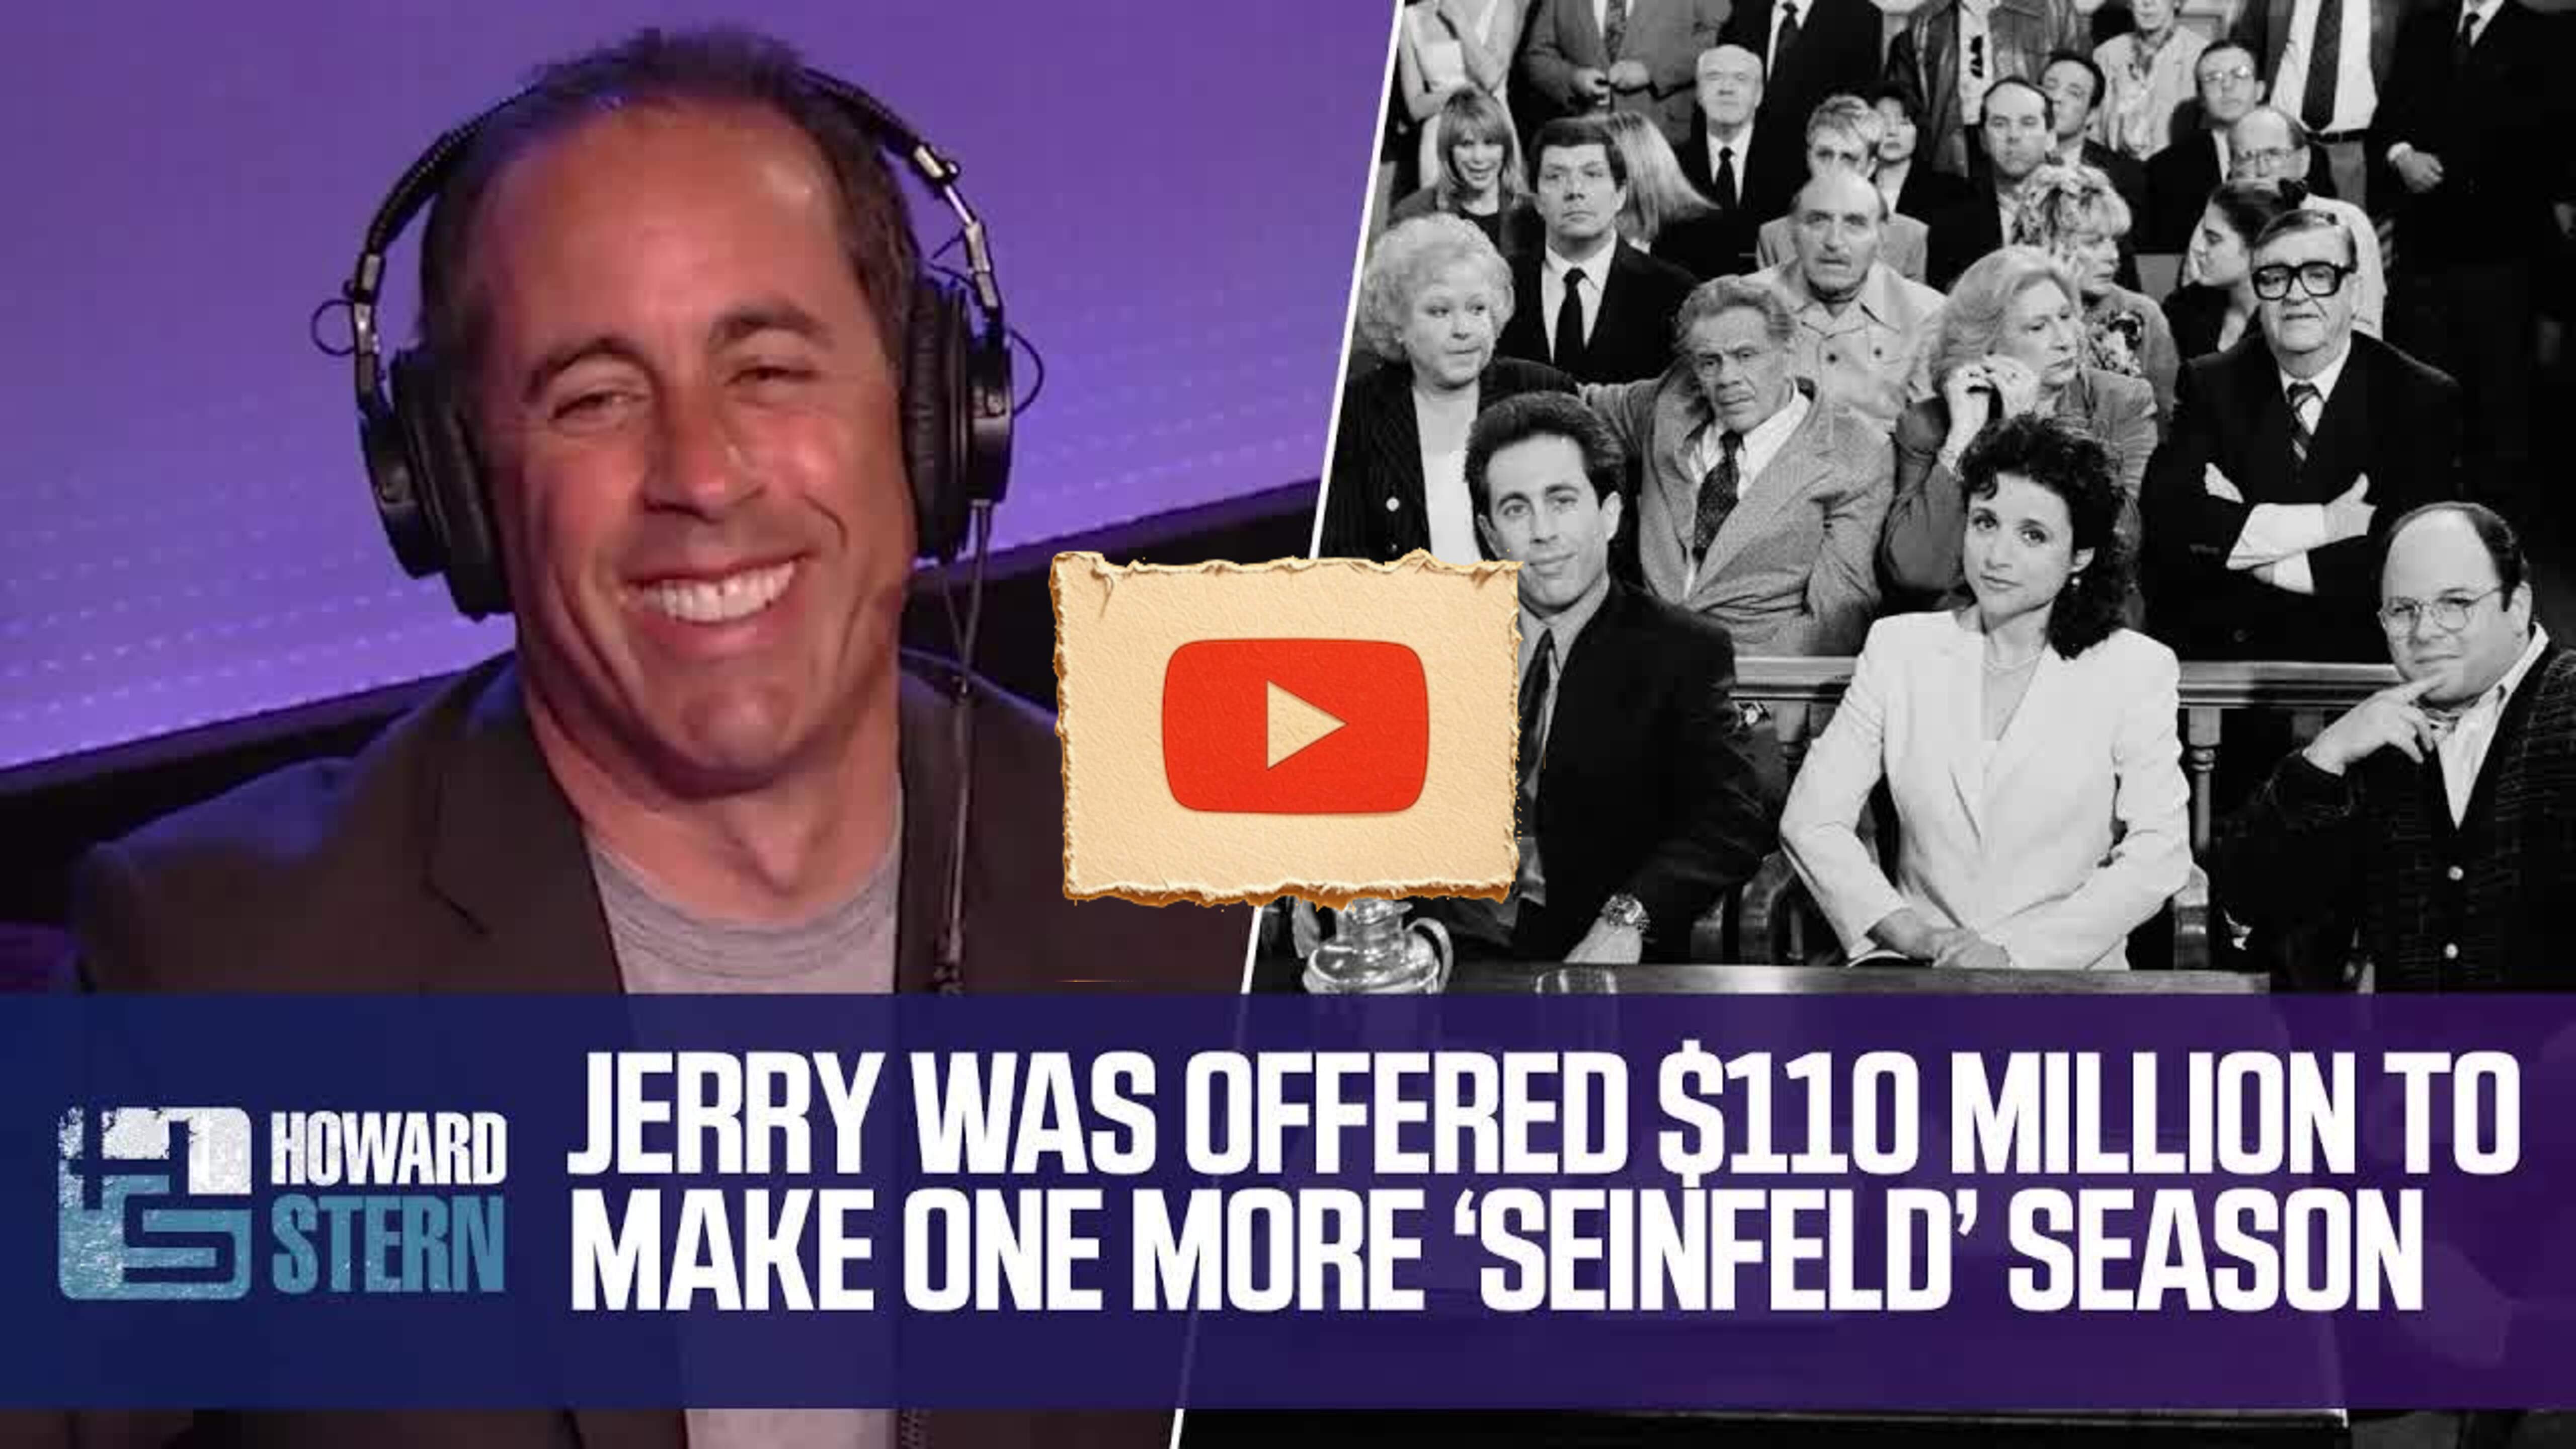 HOWARD
STERN
JERRY WAS OFFERED $110 MILLION TO
MAKE ONE MORE ‘SEINFELD’ SEASON